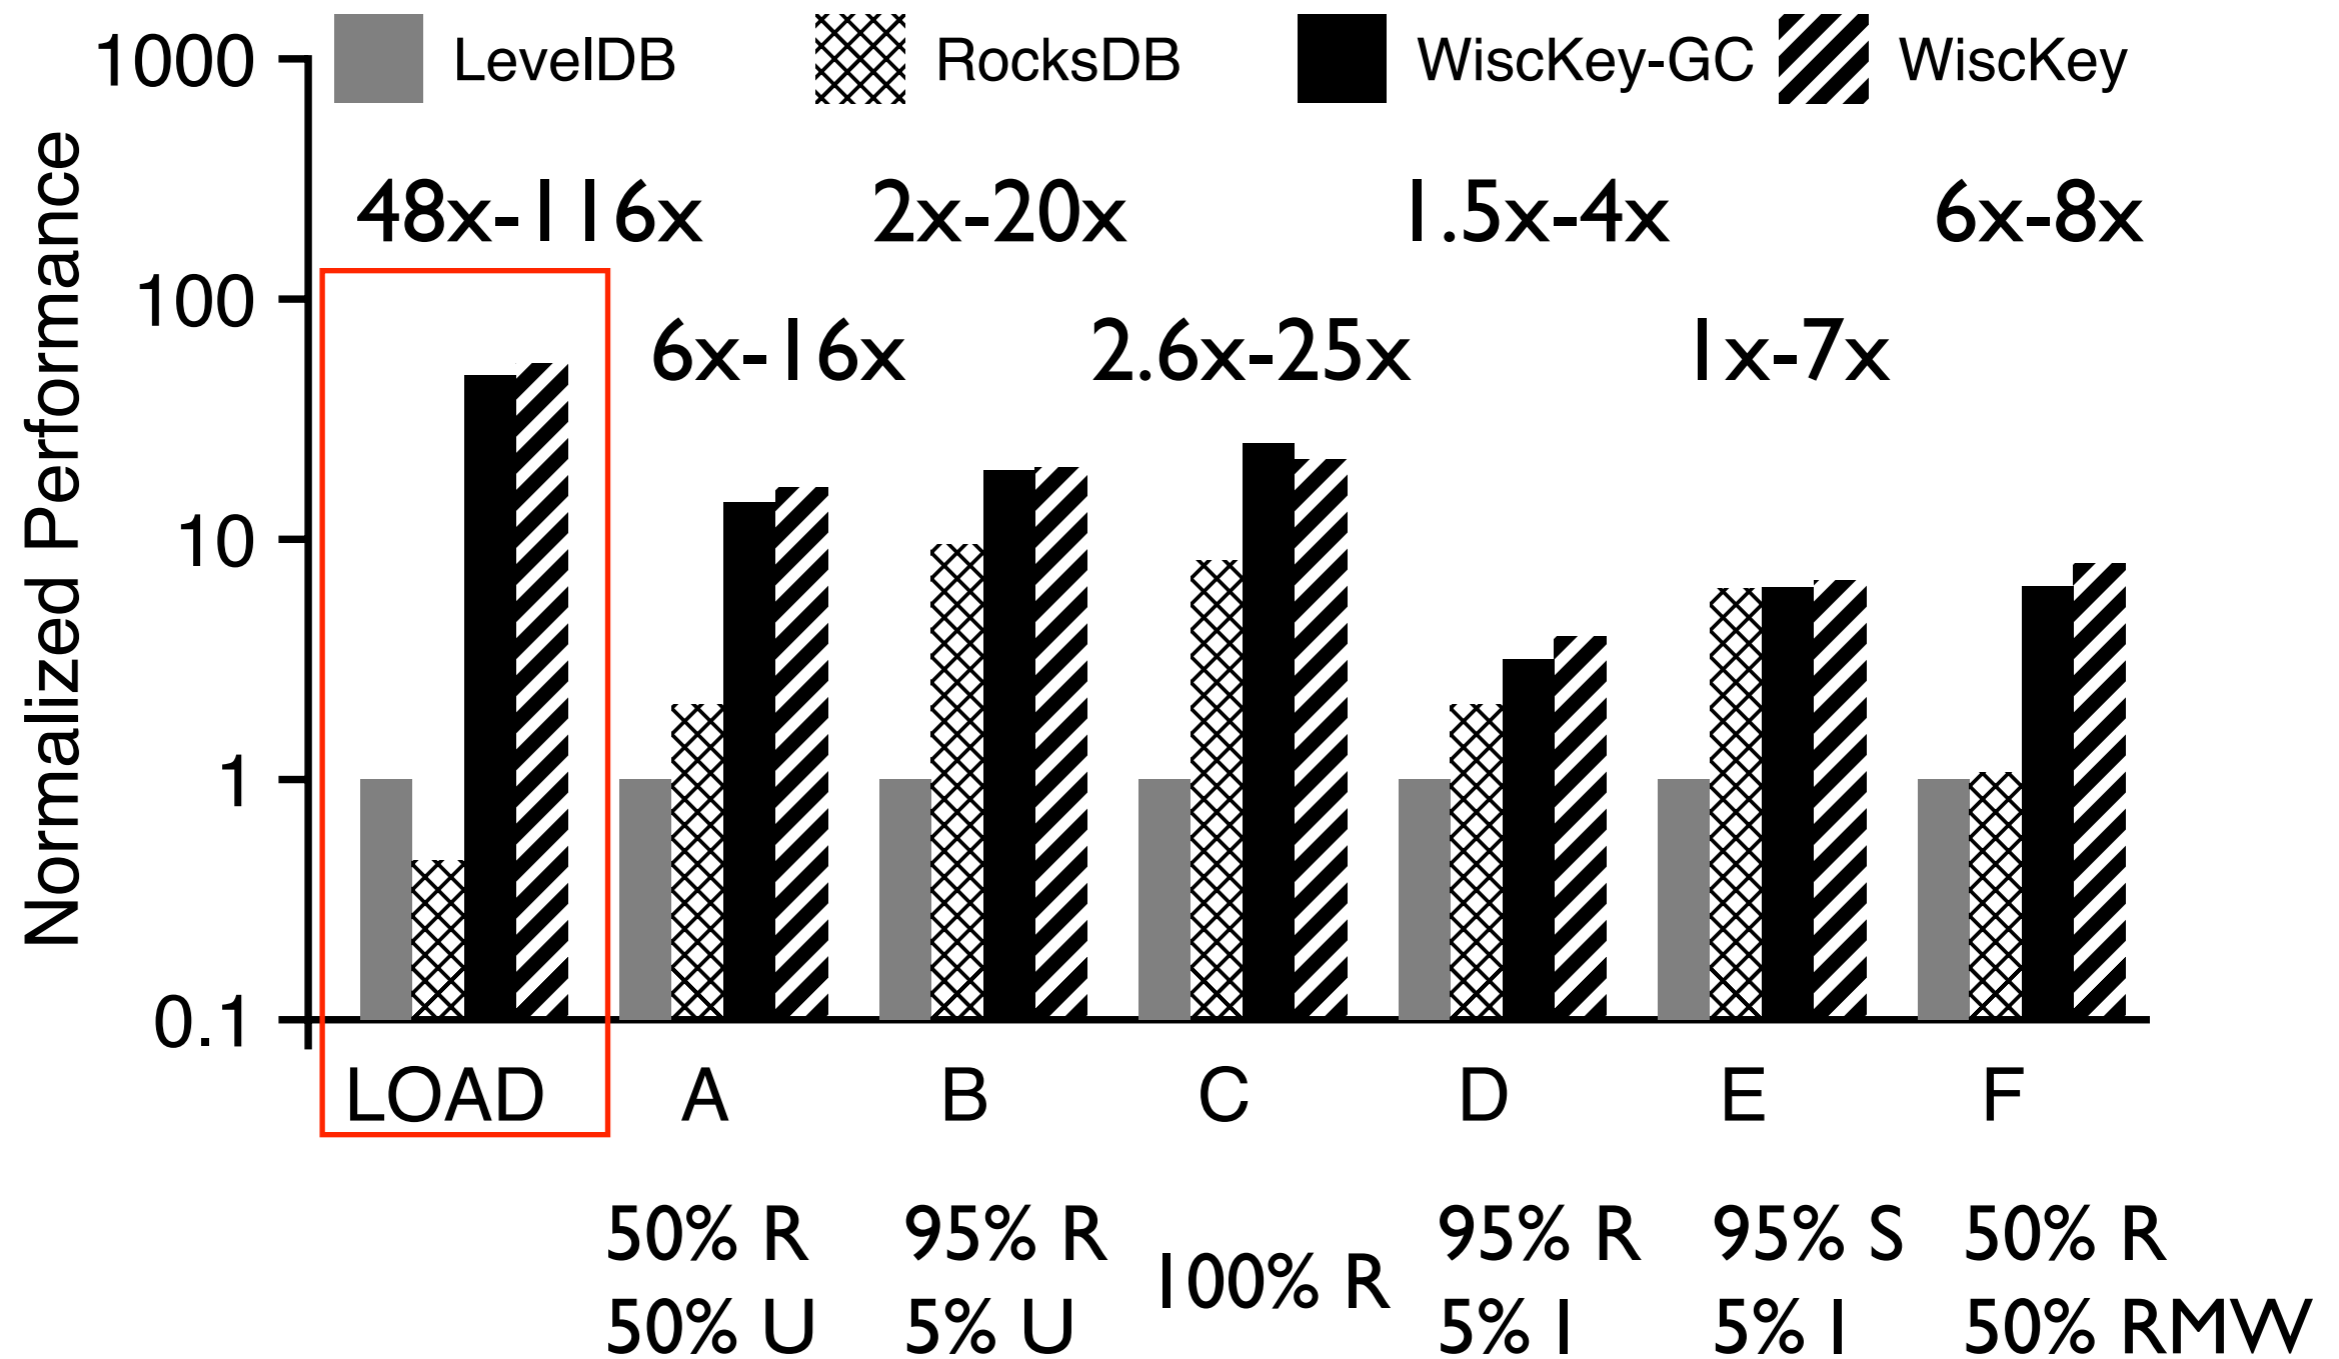 1000
LevelDB
RocksDB
WiscKey-GC
WiscKey
Normalized Performance
48x-116x
2x-20x
1.5x-4x
6x-8x
100
6x-16x
2.6x-25x
1x-7x
10
1
0.1
LOAD A B C D E F
50% R
50% U
95% R
5% U
100% R
95% R
5% I
95% S
5% I
50% R
50% RMW